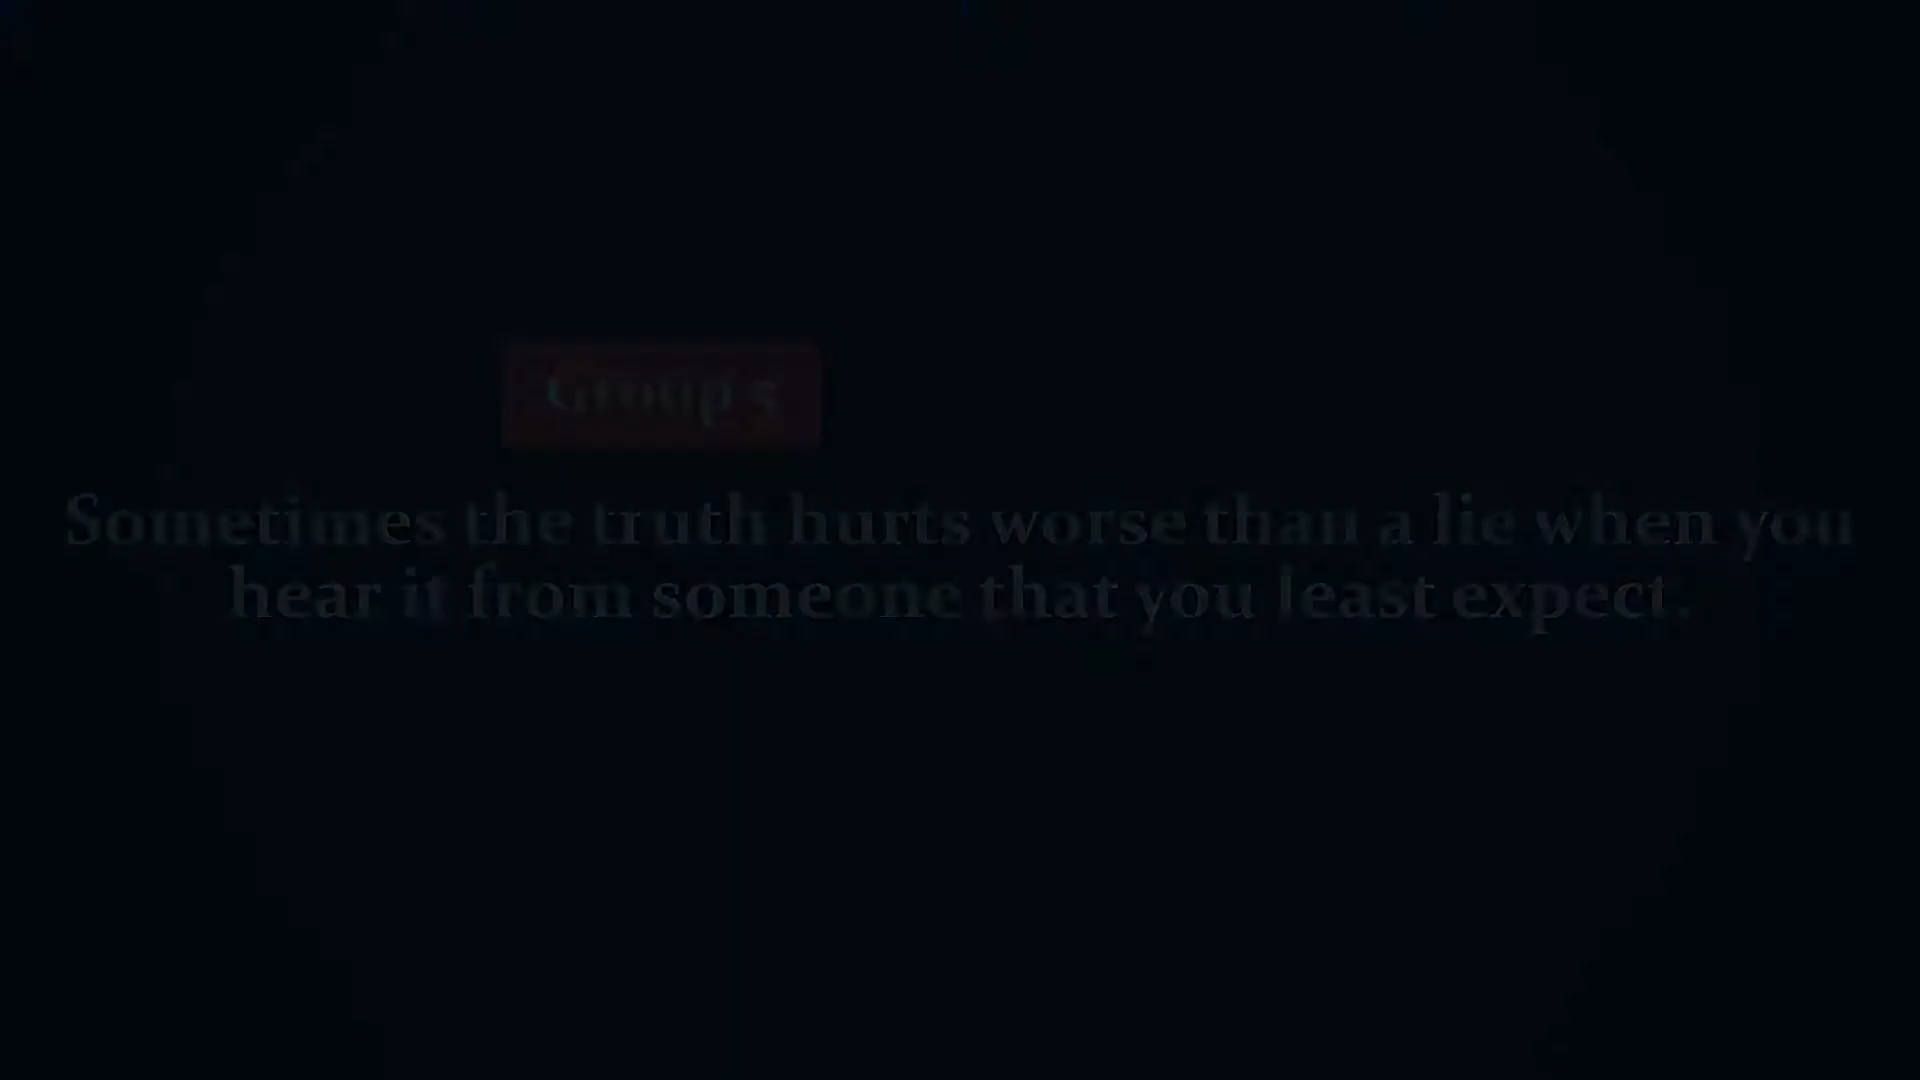 Group 5
Sometimes the truth hurts worse than a lie when you
hear it from someone that you least expect.